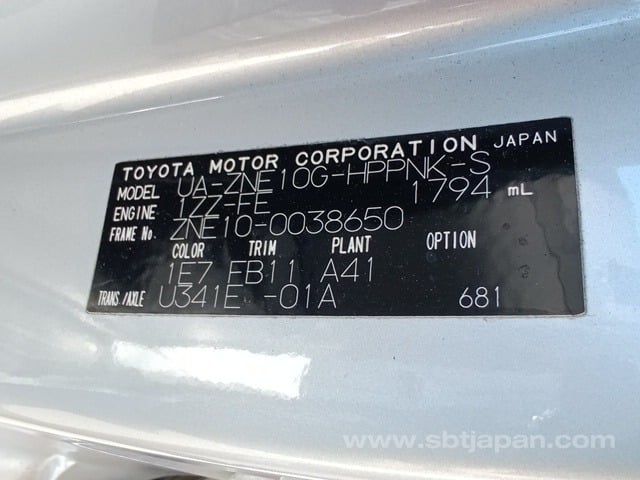 TOYOTA MOTOR CORPORATION JAPAN
MODEL UA-ZNE10G-HPPNK-S
ENGINE 1ZZ-FE 1794 mL
FRAME No. ZNE10-0038650
COLOR TRIM PLANT OPTION
1E7 FB11 A41
TRANS/AXLE U341E -01A 681
www.sbtjapan.com